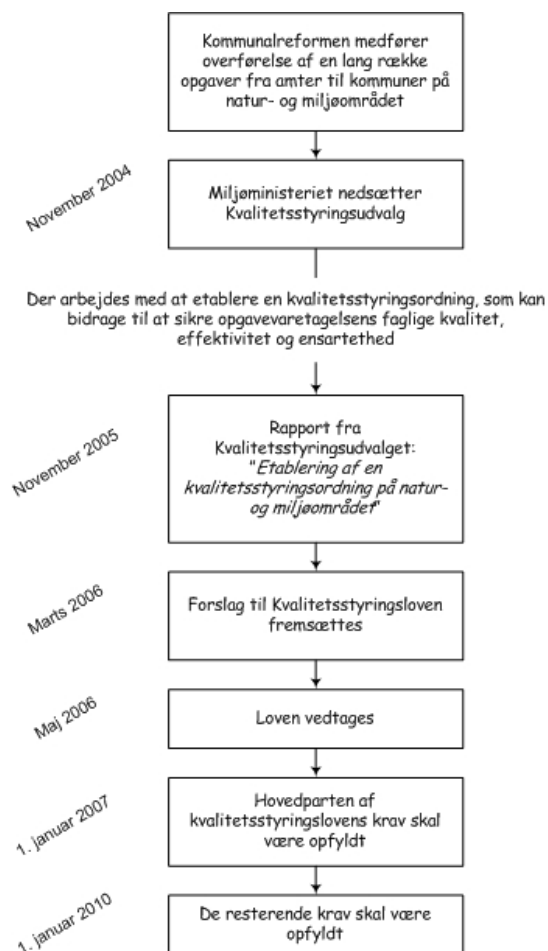 Kommunalreformen medfører
overførelse af en lang række
opgaver fra amter til kommuner på
natur- og miljøområdet
November 2004
Miljøministeriet nedsætter
Kvalitetsstyringsudvalg
Der arbejdes med at etablere en kvalitetsstyringsordning, som kan
bidrage til at sikre opgavevaretagelsens faglige kvalitet,
effektivitet og ensartethed
November 2005
Rapport fra
Kvalitetsstyringsudvalget:
"Etablering af en
kvalitetsstyringsordning på natur-
og miljøområdet"
Marts 2006
Forslag til Kvalitetsstyringsloven
fremsættes
Maj 2006
Loven vedtages
1. januar 2007
Hovedparten af
kvalitetsstyringslovens krav skal
være opfyldt
1. januar 2010
De resterende krav skal være
opfyldt